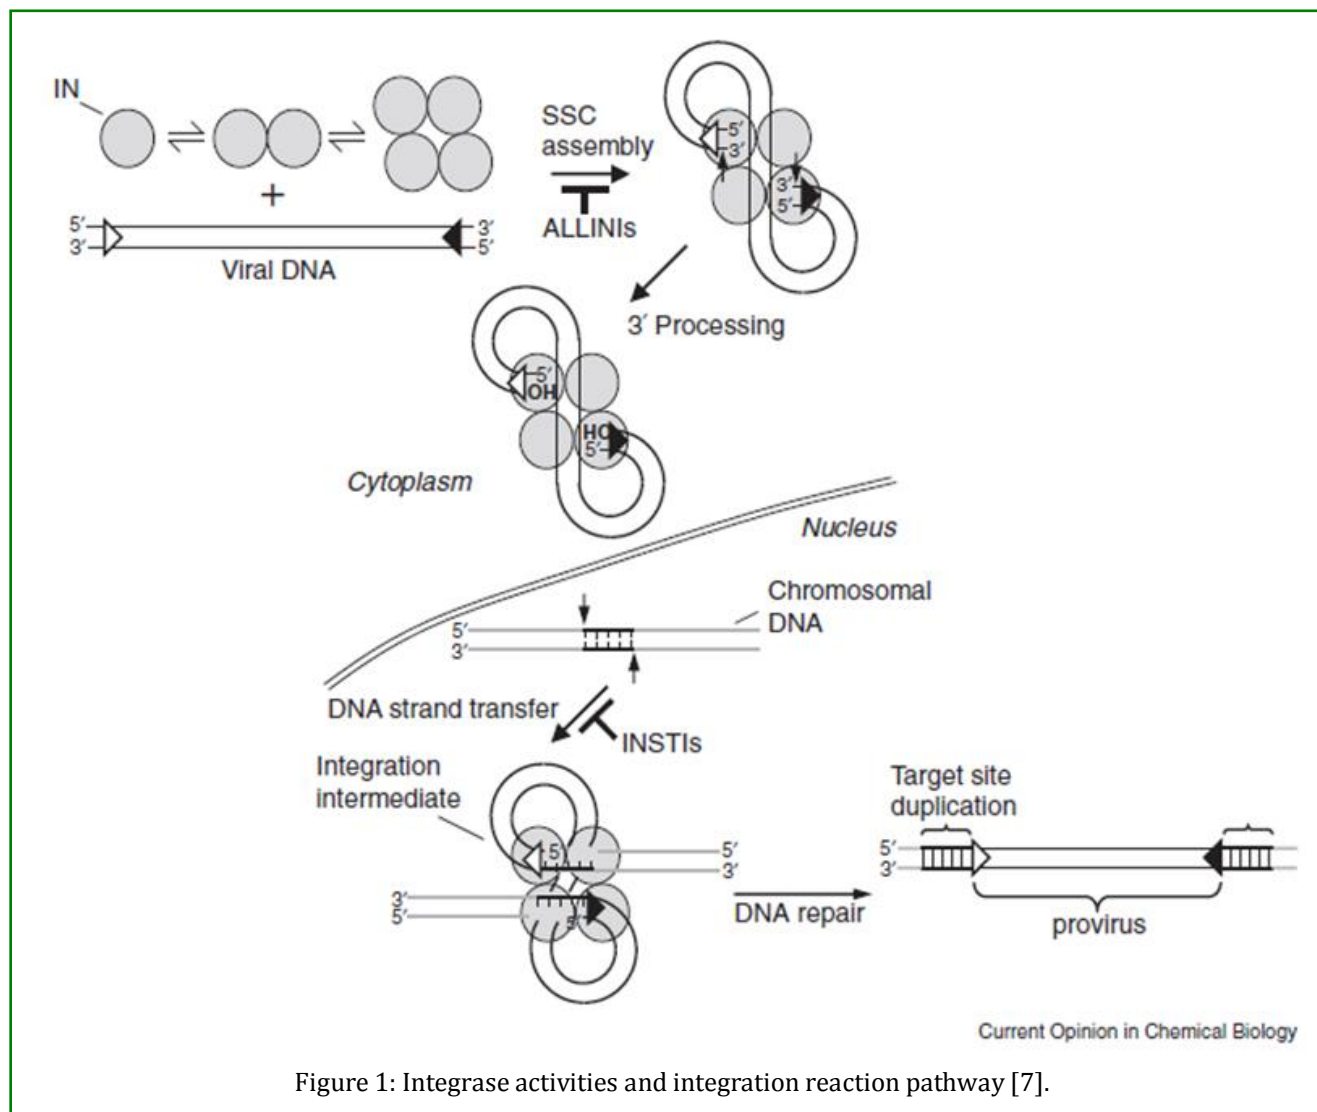 IN
SSC
assembly
ALLINIs
+
5′
3′
3′
5′
Viral DNA
5′
3′
3′
5′
3′ Processing
5′
OH
HO
5′
Cytoplasm
Nucleus
Chromosomal
DNA
5′
3′
DNA strand transfer
INSTIs
Integration
intermediate
5′
5′
3′
3′
5′
5′
DNA repair
Target site
duplication
5′
3′
provirus
Current Opinion in Chemical Biology
Figure 1: Integrase activities and integration reaction pathway [7].